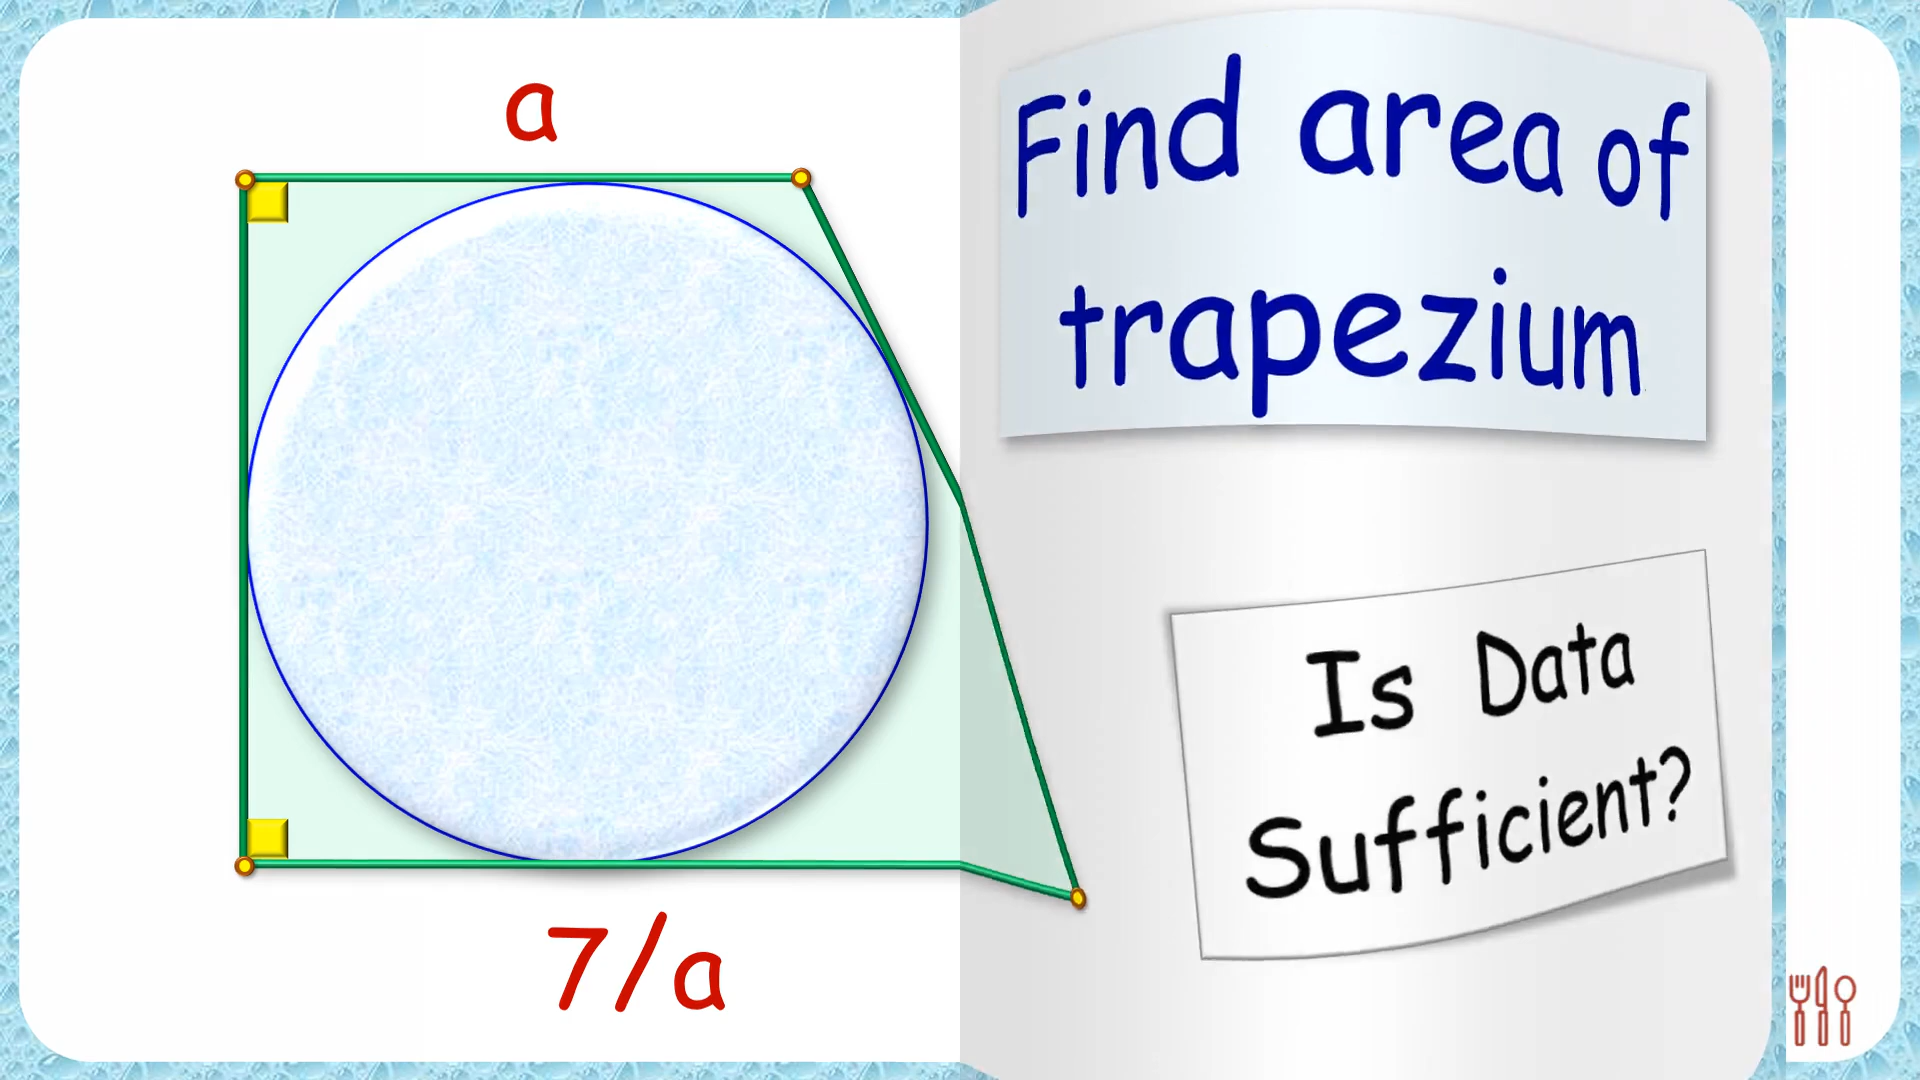 a
Find area of
trapezium
Is Data
Sufficient?
7/a